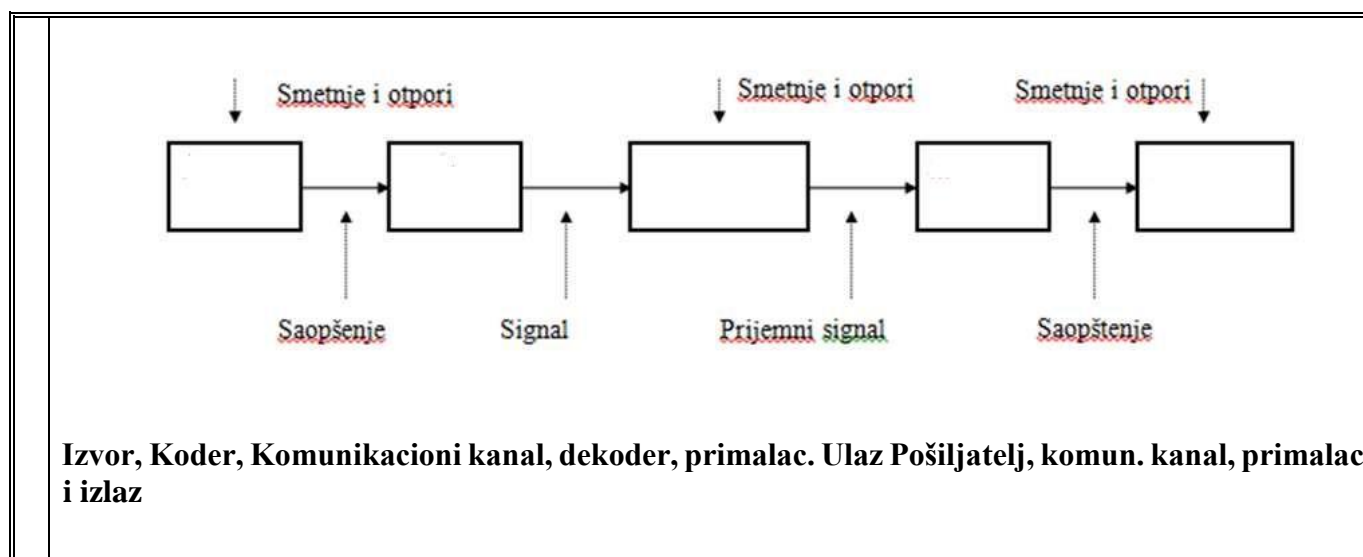 Smetnje i otpori
Smetnje i otpori
Smetnje i otpori
Saopšenje
Signal
Prijemni signal
Saopštenje
Izvor, Koder, Komunikacioni kanal, dekoder, primalac. Ulaz Pošiljatelj, komun. kanal, primalac
i izlaz